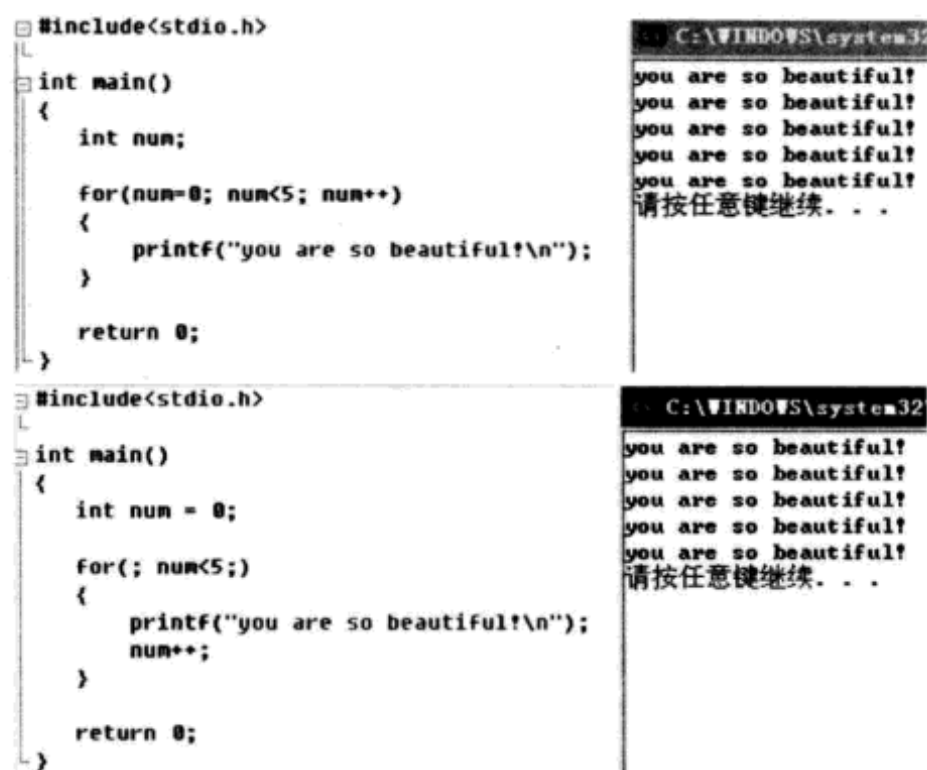 #include<stdio.h>
int main()
{
int num;
for(num=0; num<5; num++)
{
printf("you are so beautiful!\n");
}
return 0;
}
C:\WINDOWS\system32
you are so beautiful!
you are so beautiful!
you are so beautiful!
you are so beautiful!
you are so beautiful!
请按任意键继续. . .
#include<stdio.h>
int main()
{
int num = 0;
for(; num<5;)
{
printf("you are so beautiful!\n");
num++;
}
return 0;
}
C:\WINDOWS\system32
you are so beautiful!
you are so beautiful!
you are so beautiful!
you are so beautiful!
you are so beautiful!
请按任意键继续. . .